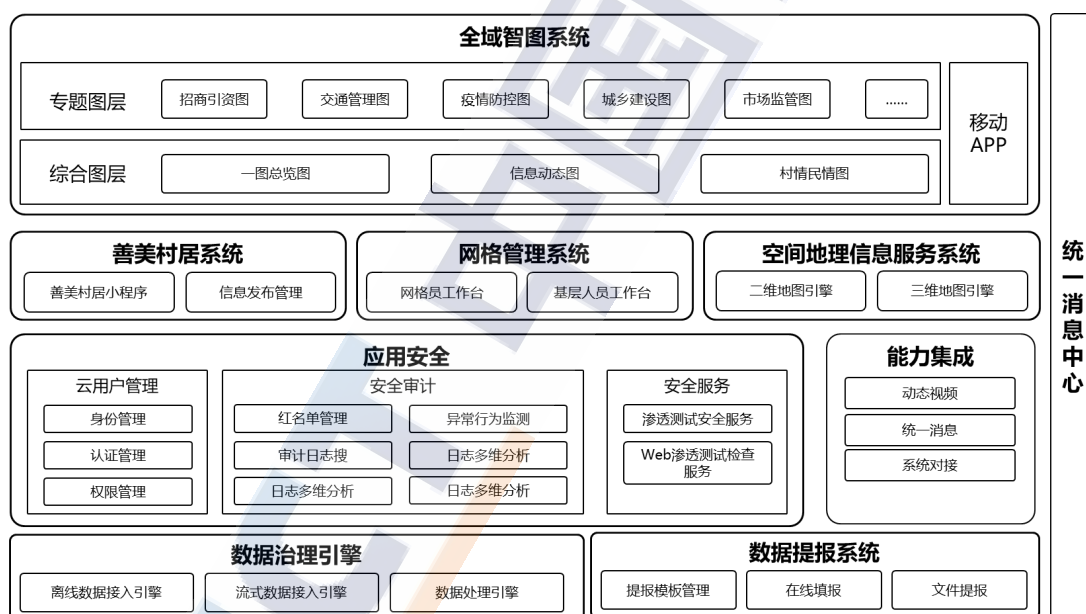 全域智图系统
专题图层
招商引资图
交通管理图
疫情防控图
城乡建设图
市场监管图
......
移动
APP
综合图层
一图总览图
信息动态图
村情民情图
善美村居系统
善美村居小程序
信息发布管理
网格管理系统
网格员工作台
基层人员工作台
空间地理信息服务系统
二维地图引擎
三维地图引擎
统一消息中心
应用安全
云用户管理
身份管理
认证管理
权限管理
安全审计
红名单管理
异常行为监测
审计日志搜
日志多维分析
日志多维分析
日志多维分析
安全服务
渗透测试安全服务
Web渗透测试检查
服务
能力集成
动态视频
统一消息
系统对接
数据治理引擎
离线数据接入引擎
流式数据接入引擎
数据处理引擎
数据提报系统
提报模板管理
在线填报
文件提报